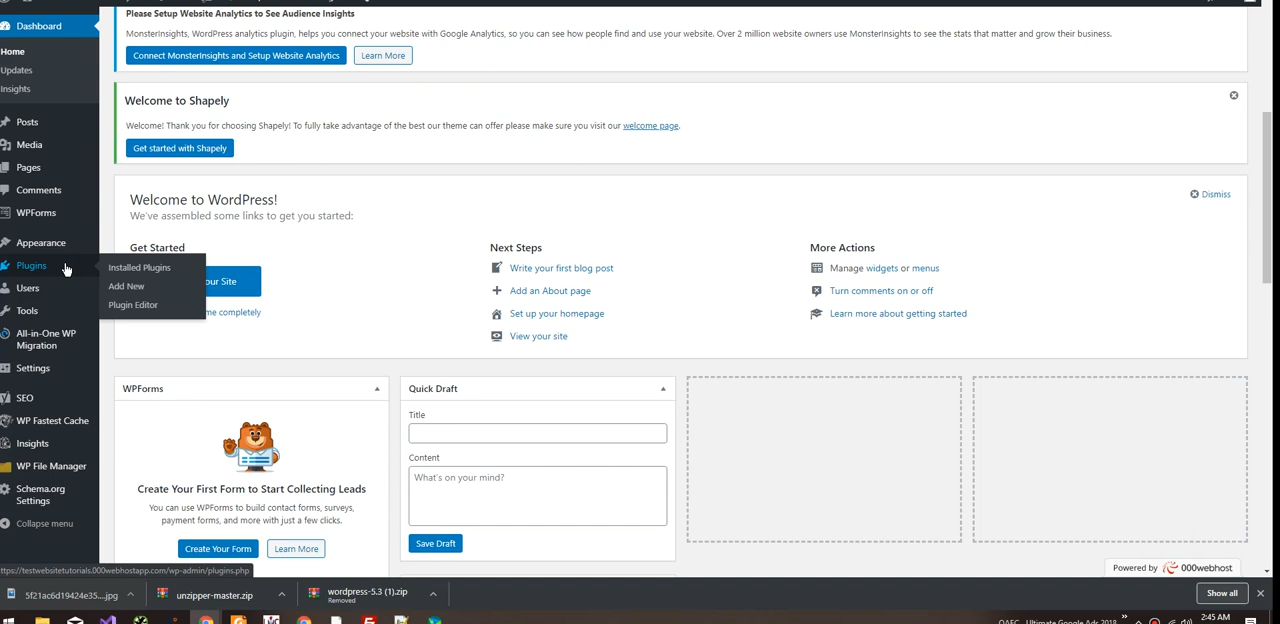 Dashboard
Home
Updates
Insights
Posts
Media
Pages
Comments
WPForms
Appearance
Plugins
Users
Tools
All-in-One WP
Migration
Settings
SEO
WP Fastest Cache
Insights
WP File Manager
Schema.org
Settings
Collapse menu
Installed Plugins
Add New
Plugin Editor
Please Setup Website Analytics to See Audience Insights
MonsterInsights, WordPress analytics plugin, helps you connect your website with Google Analytics, so you can see how people find and use your website. Over 2 million website owners use MonsterInsights to see the stats that matter and grow their business.
Connect MonsterInsights and Setup Website Analytics
Learn More
Welcome to Shapely
Welcome! Thank you for choosing Shapely! To fully take advantage of the best our theme can offer please make sure you visit our welcome page.
Get started with Shapely
Welcome to WordPress!
We've assembled some links to get you started:
Dismiss
Get Started
our Site
me completely
Next Steps
Write your first blog post
Add an About page
Set up your homepage
View your site
More Actions
Manage widgets or menus
Turn comments on or off
Learn more about getting started
WPForms
Create Your First Form to Start Collecting Leads
You can use WPForms to build contact forms, surveys,
payment forms, and more with just a few clicks.
Create Your Form
Learn More
Quick Draft
Title
Content
What's on your mind?
Save Draft
Powered by 000webhost
ttps://testwebsitetutorials.000webhostapp.com/wp-admin/plugins.php
5f21ac6d19424e35....jpg
unzipper-master.zip
wordpress-5.3 (1).zip
Removed
Show all
Ultimate Google Ads 2018
2:45 AM